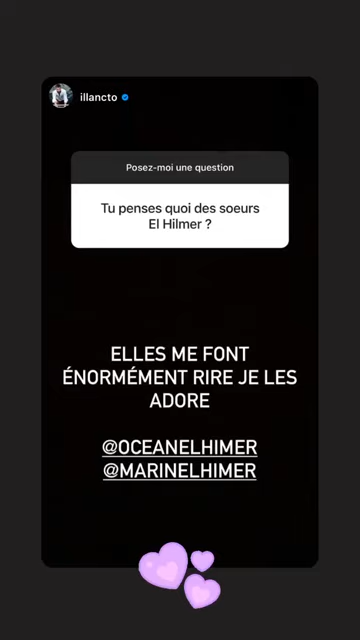 illancto
Posez-moi une question
Tu penses quoi des soeurs
El Hilmer ?
ELLES ME FONT
ÉNORMÉMENT RIRE JE LES
ADORE
@OCEANELHIMER
@MARINELHIMER